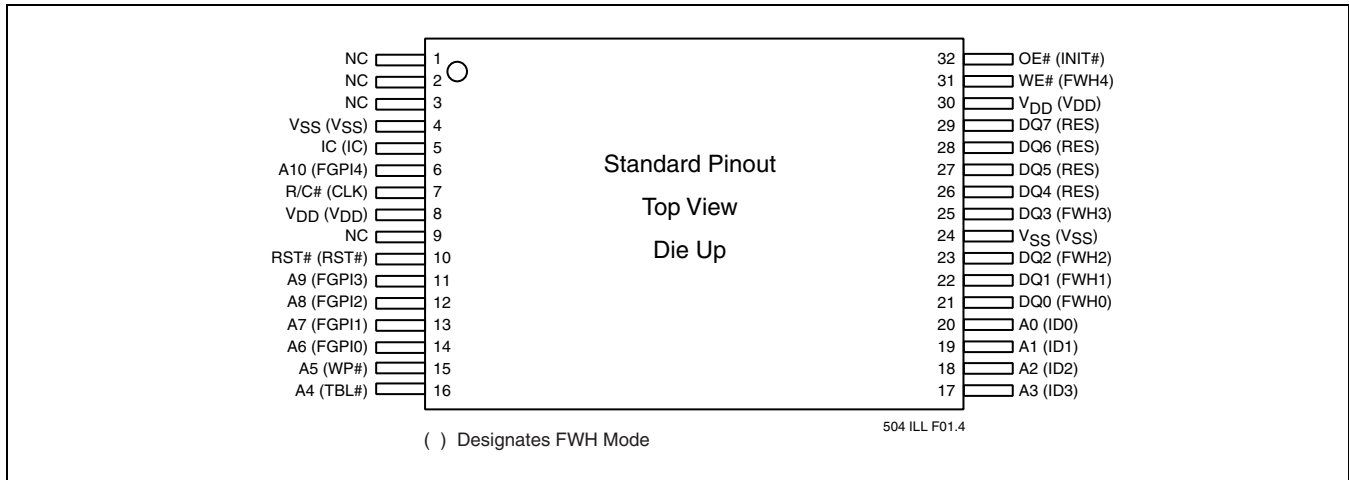 NC 1
NC 2
NC 3
VSS (VSS) 4
IC (IC) 5
A10 (FGPI4) 6
R/C# (CLK) 7
VDD (VDD) 8
NC 9
RST# (RST#) 10
A9 (FGPI3) 11
A8 (FGPI2) 12
A7 (FGPI1) 13
A6 (FGPI0) 14
A5 (WP#) 15
A4 (TBL#) 16
Standard Pinout
Top View
Die Up
32 OE# (INIT#)
31 WE# (FWH4)
30 VDD (VDD)
29 DQ7 (RES)
28 DQ6 (RES)
27 DQ5 (RES)
26 DQ4 (RES)
25 DQ3 (FWH3)
24 VSS (VSS)
23 DQ2 (FWH2)
22 DQ1 (FWH1)
21 DQ0 (FWH0)
20 A0 (ID0)
19 A1 (ID1)
18 A2 (ID2)
17 A3 (ID3)
504 ILL F01.4
( ) Designates FWH Mode